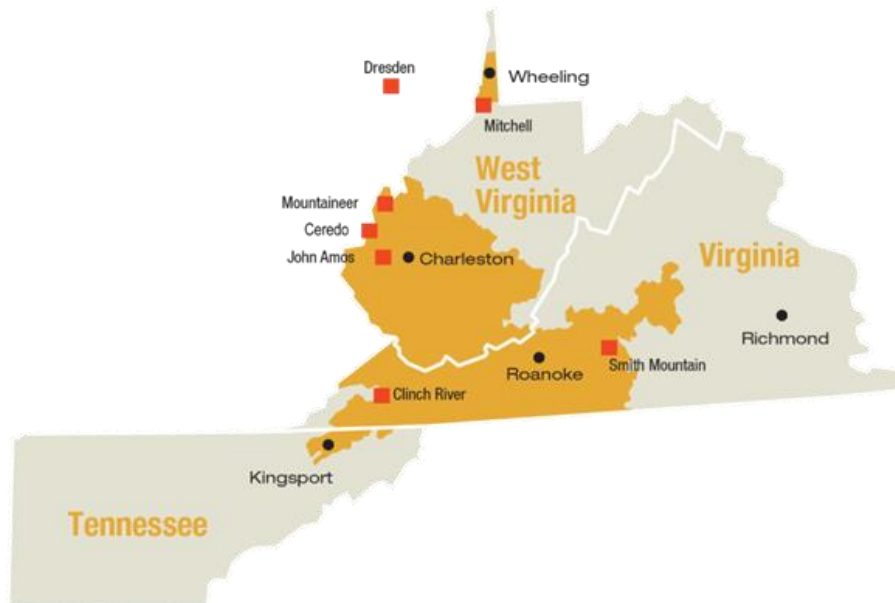 Dresden
Wheeling
Mitchell
West
Virginia
Mountaineer
Ceredo
John Amos
Charleston
Virginia
Richmond
Roanoke
Smith Mountain
Clinch River
Kingsport
Tennessee